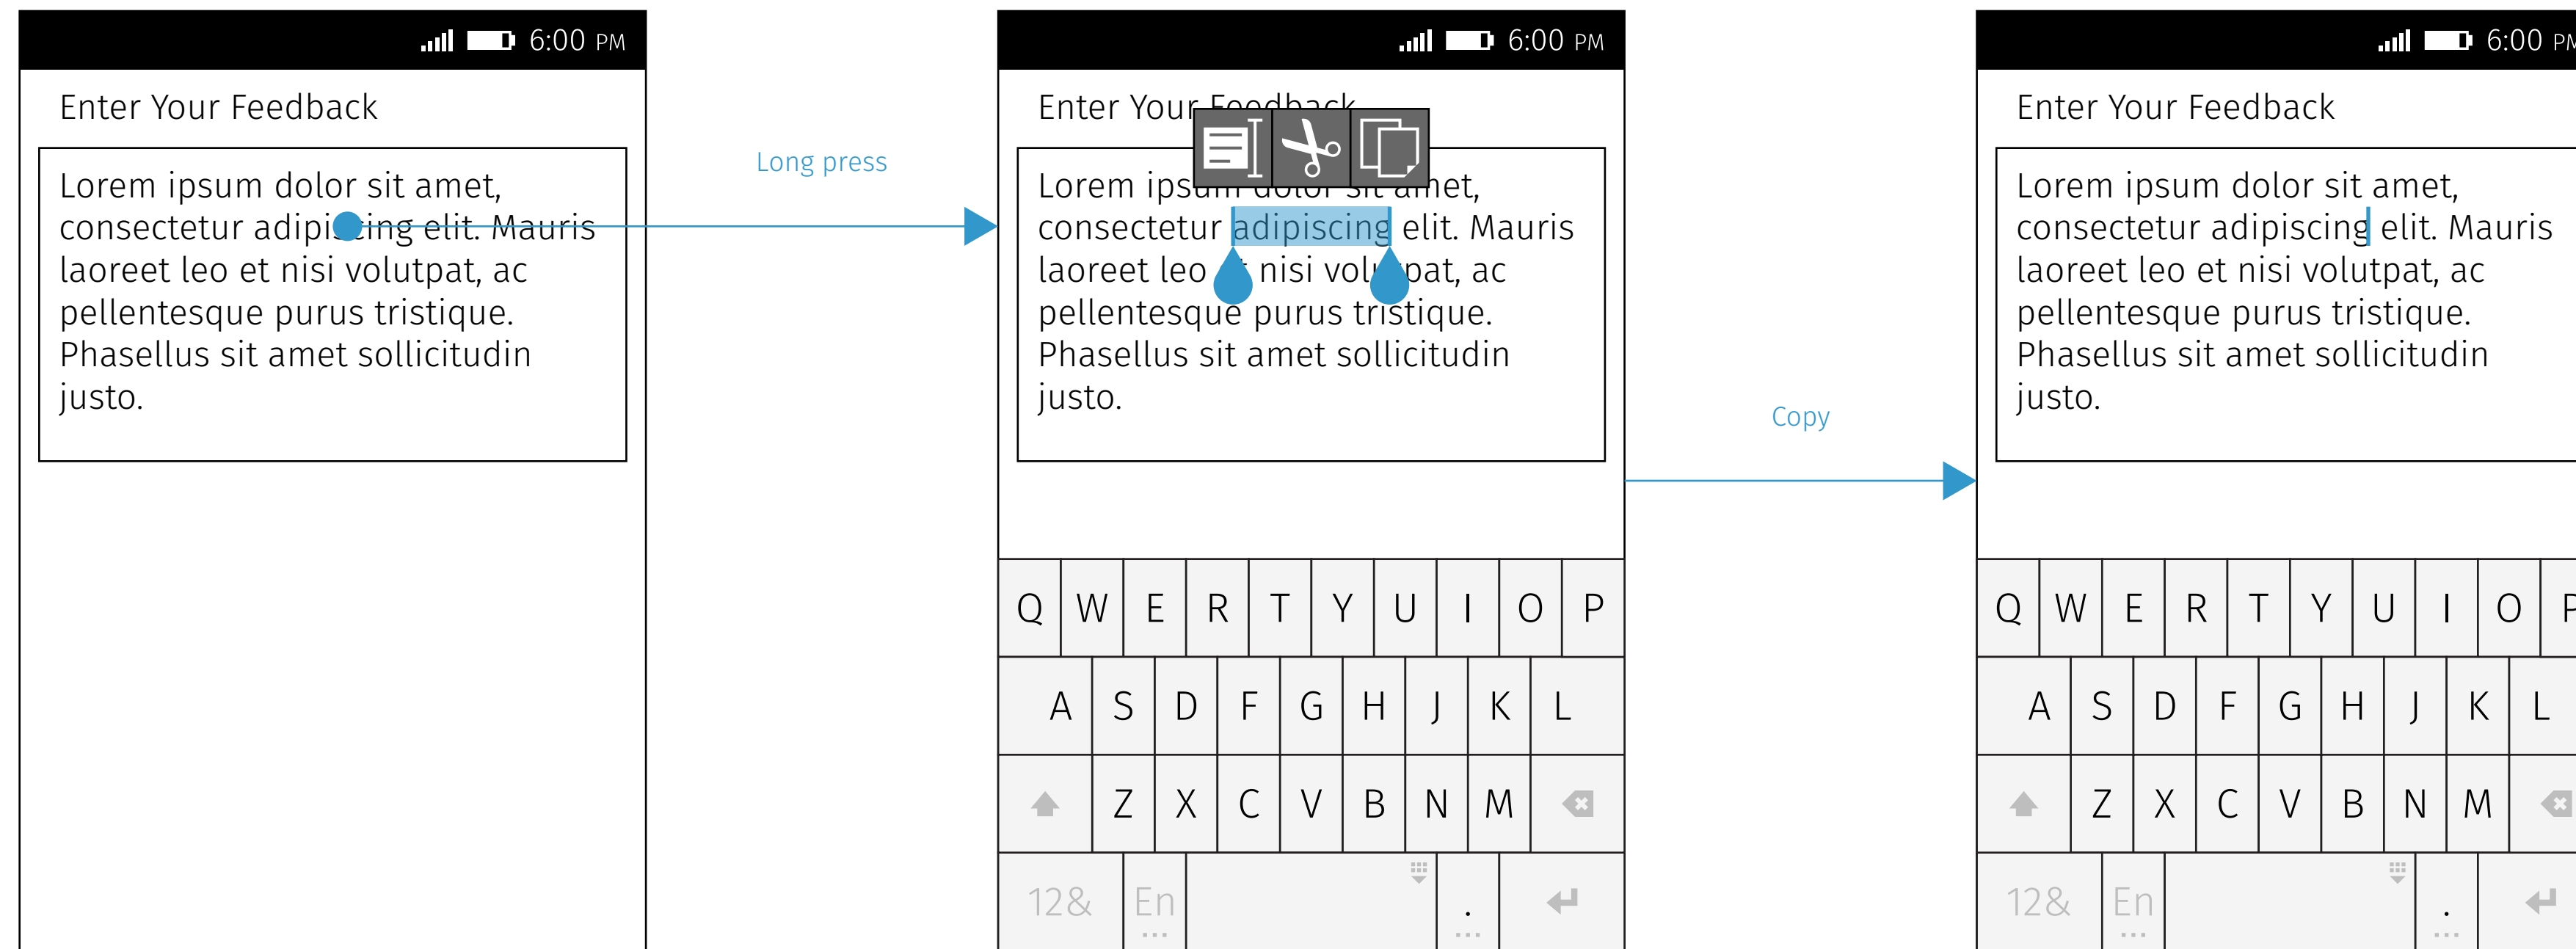 6:00 PM
Enter Your Feedback
Lorem ipsum dolor sit amet,
consectetur adipiscing elit. Mauris
laoreet leo et nisi volutpat, ac
pellentesque purus tristique.
Phasellus sit amet sollicitudin
justo.
Long press
6:00 PM
Enter Your Feedback
Lorem ipsum dolor sit amet,
consectetur adipiscing elit. Mauris
laoreet leo et nisi volutpat, ac
pellentesque purus tristique.
Phasellus sit amet sollicitudin
justo.
Q W E R T Y U I O P
A S D F G H J K L
Z X C V B N M
12& En .
Copy
6:00 PM
Enter Your Feedback
Lorem ipsum dolor sit amet,
consectetur adipiscing elit. Mauris
laoreet leo et nisi volutpat, ac
pellentesque purus tristique.
Phasellus sit amet sollicitudin
justo.
Q W E R T Y U I O P
A S D F G H J K L
Z X C V B N M
12& En .